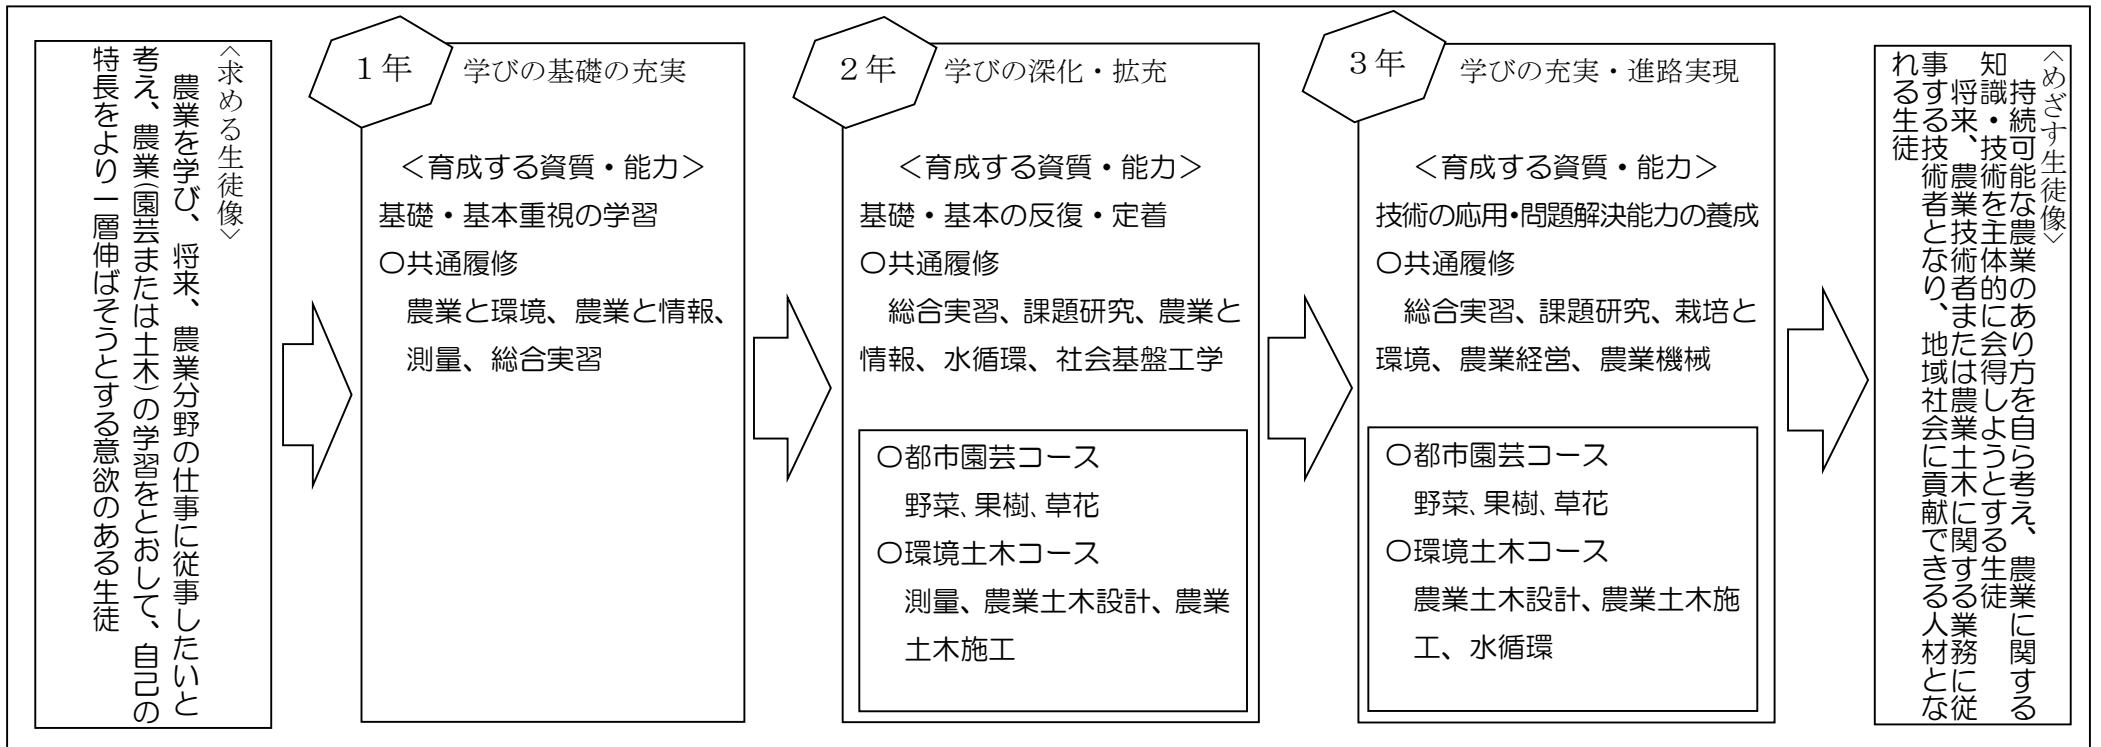 〈求める生徒像〉
農業を学び、将来、農業分野の仕事に従事したいと
考え、農業（園芸または土木）の学習をとおして、自己の
特長をより一層伸ばそうとする意欲のある生徒
１年
学びの基礎の充実
＜育成する資質・能力＞
基礎・基本重視の学習
〇共通履修
農業と環境、農業と情報、
測量、総合実習
２年
学びの深化・拡充
＜育成する資質・能力＞
基礎・基本の反復・定着
〇共通履修
総合実習、課題研究、農業と
情報、水循環、社会基盤工学
〇都市園芸コース
野菜、果樹、草花
〇環境土木コース
測量、農業土木設計、農業
土木施工
３年
学びの充実・進路実現
＜育成する資質・能力＞
技術の応用・問題解決能力の養成
〇共通履修
総合実習、課題研究、栽培と
環境、農業経営、農業機械
〇都市園芸コース
野菜、果樹、草花
〇環境土木コース
農業土木設計、農業土木施
工、水循環
〈めざす生徒像〉
持続可能な農業のあり方を自ら考え、農業に関する
知識・技術を主体的に会得しようとする生徒
将来、農業技術者または農業土木に関する業務に従
事する技術者となり、地域社会に貢献できる人材とな
れる生徒